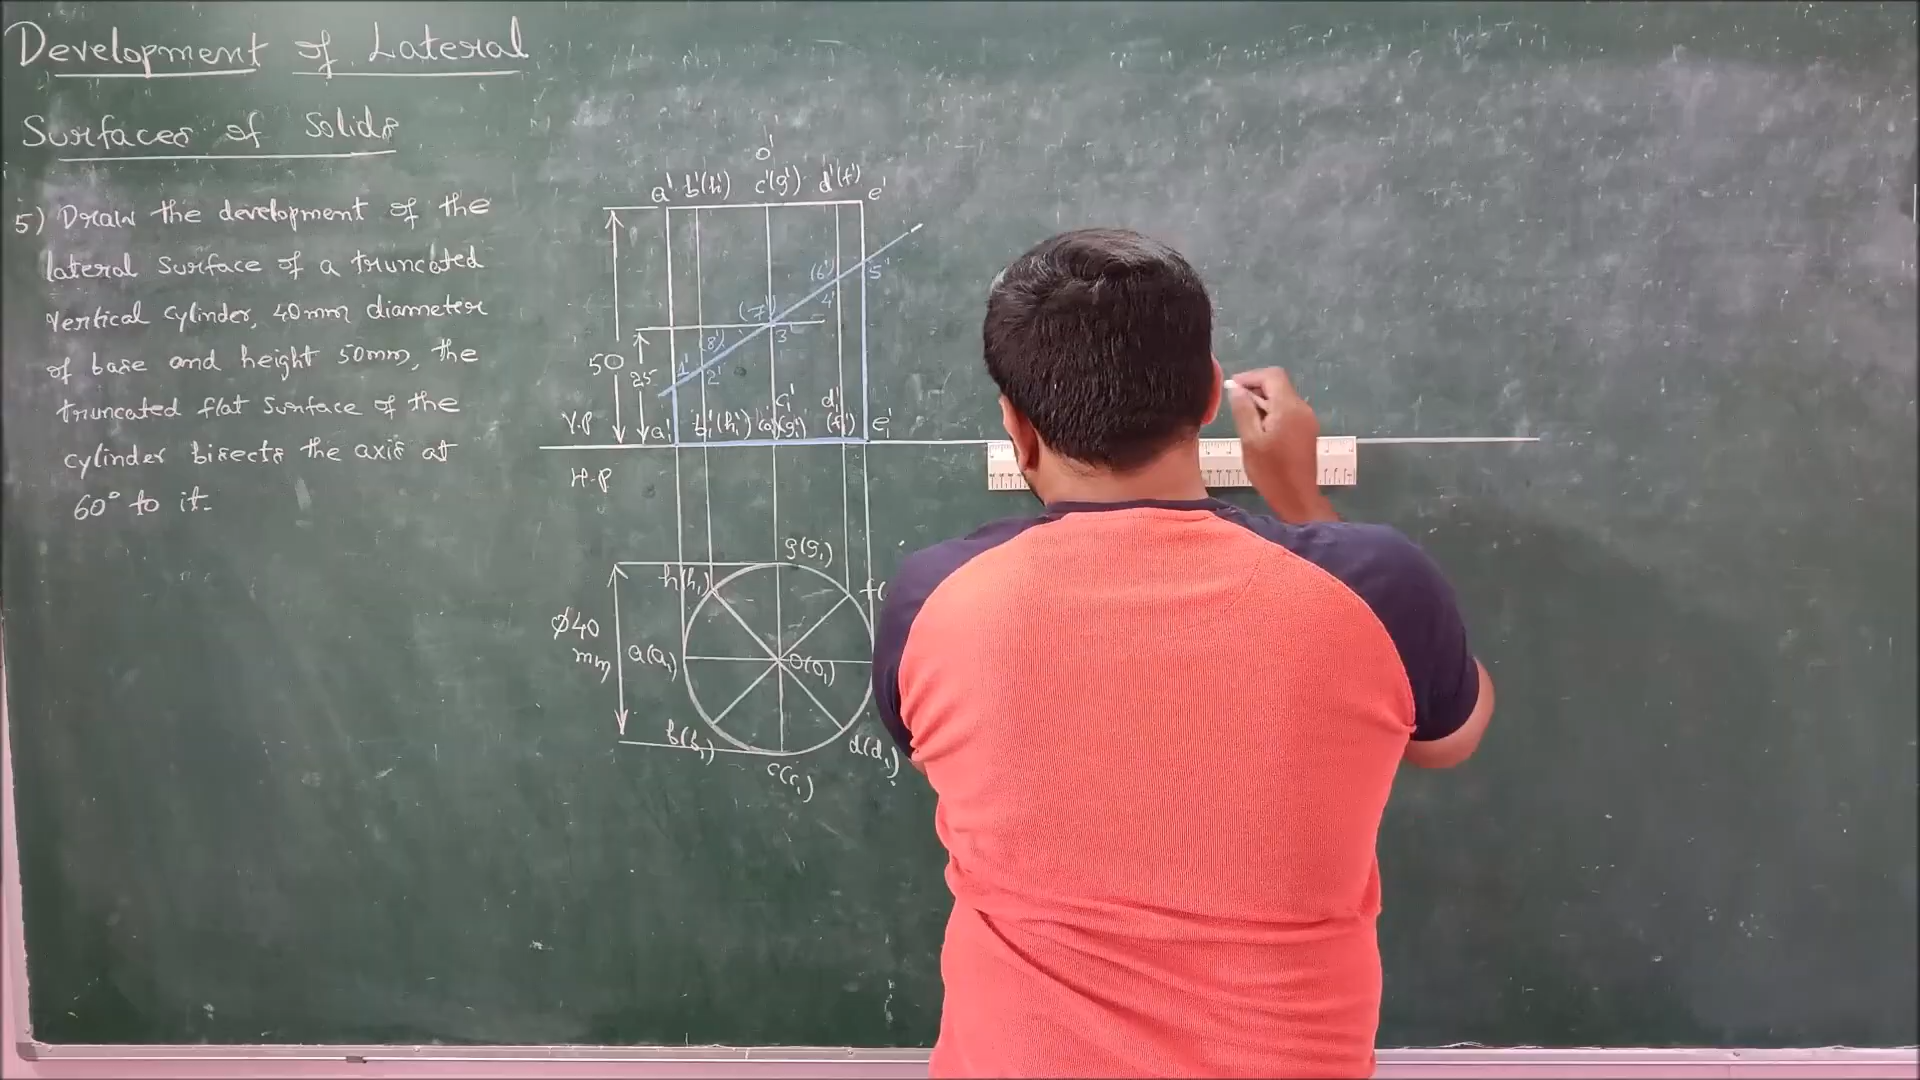 Development of Lateral
Surfaces of Solids
5) Draw the development of the
lateral surface of a truncated
vertical cylinder, 40mm diameter
of base and height 50mm, the
truncated flat surface of the
cylinder bisects the axis at
60° to it.
o'
a' b'(h') c'(g') d'(f') e'
(6') 5'
4'
(7')
3'
(8')
1' 2'
50
25
V.P
a₁' b₁'(h₁') (o₁') c₁' (g₁') d₁' (f₁') e₁'
H.P
g(g₁)
h(h₁) f(
ϕ40
mm
a(a₁) o(o₁)
b(b₁) d(d₁)
c(c₁)